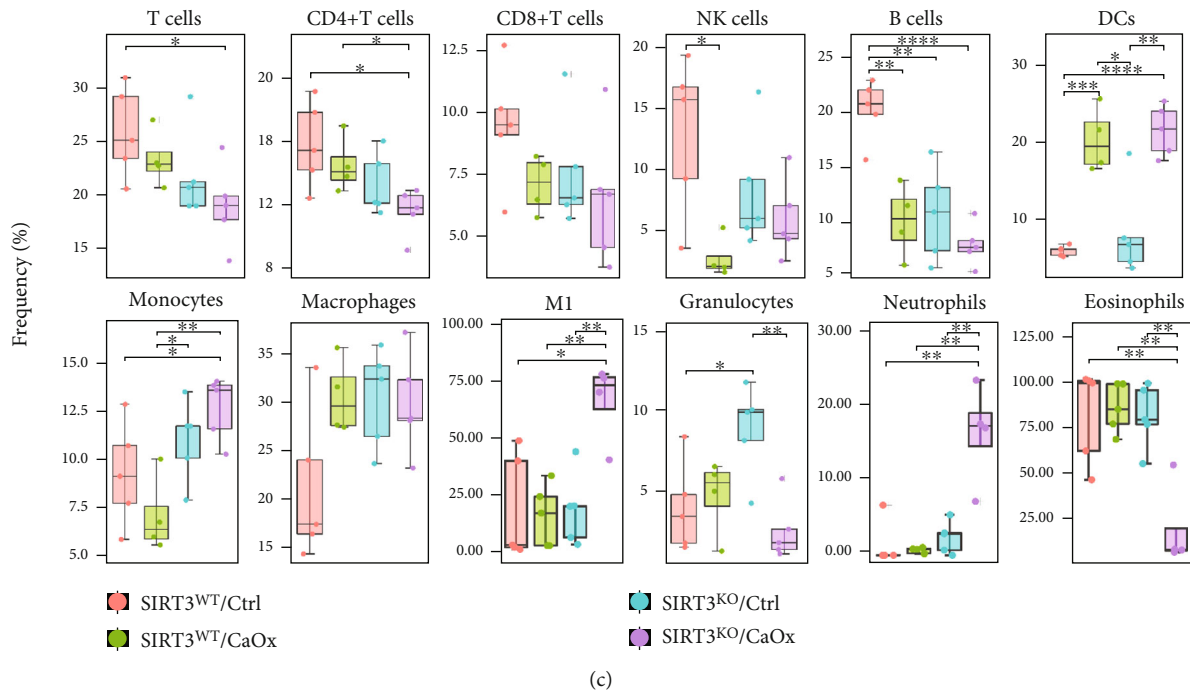 T cells CD4+T cells CD8+T cells NK cells B cells DCs
* * * * **** ** ** ** * **** ***
30 25 20 15
20 18 12 8
12.5 10.0 7.5 5.0
20 15 10 5
25 20 15 10 5
40 30 20 10 0
Frequency (%)
Monocytes Macrophages M1 Granulocytes Neutrophils Eosinophils
** * * ** ** * ** * ** ** ** ** ** **
15.0 12.5 10.0 7.5 5.0
35 30 25 20 15
100.00 75.00 50.00 25.00 0.00
15 10 5
30.00 20.00 10.00 0.00
125.00 100.00 75.00 50.00 25.00
SIRT3WT/Ctrl SIRT3KO/Ctrl
SIRT3WT/CaOx SIRT3KO/CaOx
(c)